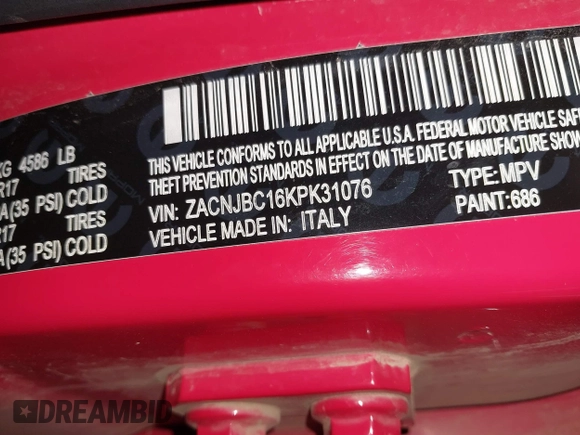 KG 4586 LB
R17 TIRES
A(35 PSI) COLD
R17 TIRES
A(35 PSI) COLD
THIS VEHICLE CONFORMS TO ALL APPLICABLE U.S.A. FEDERAL MOTOR VEHICLE SAFE
THEFT PREVENTION STANDARDS IN EFFECT ON THE DATE OF MANUFACTURE SHOW
VIN: ZACNJBC16KPK31076 TYPE: MPV
VEHICLE MADE IN: ITALY PAINT: 686
DREAMBID